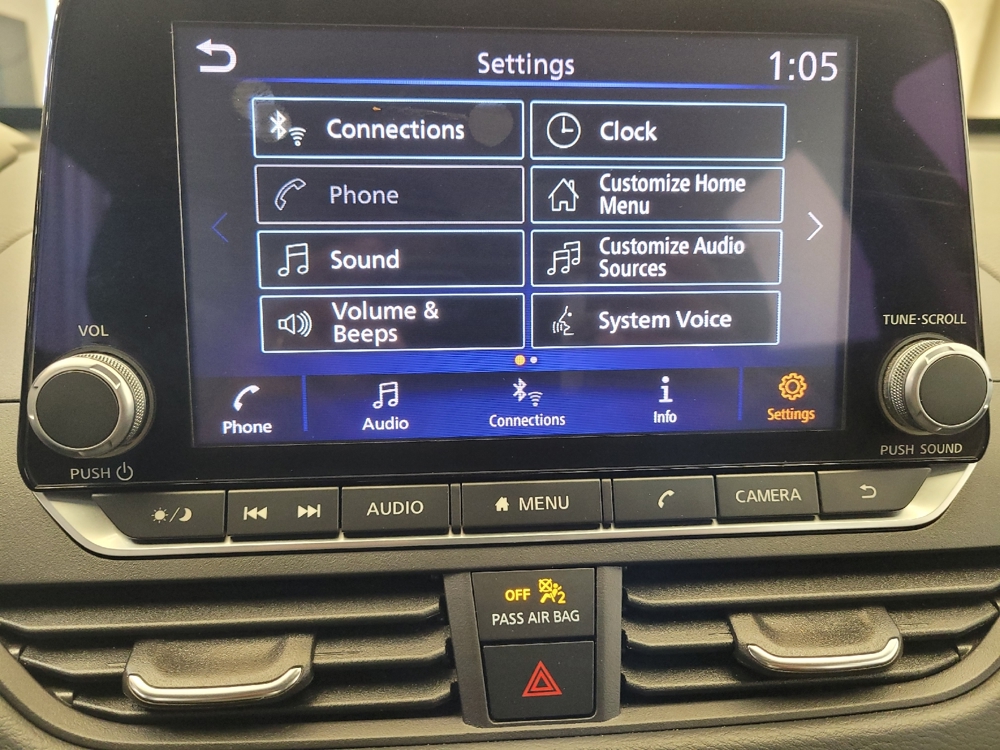 Settings
1:05
Connections
Clock
Phone
Customize Home
Menu
Sound
Customize Audio
Sources
Volume &
Beeps
System Voice
VOL
TUNE·SCROLL
Phone
Audio
Connections
i
Info
Settings
PUSH
PUSH SOUND
AUDIO
MENU
CAMERA
OFF
2
PASS AIR BAG